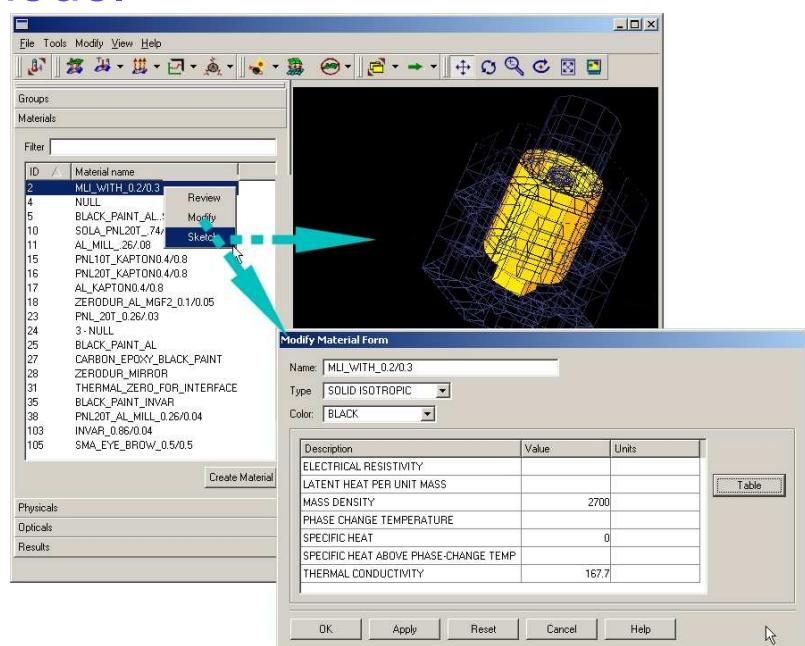 File Tools Modify View Help
Groups
Materials
Filter
ID Material name
2 MLI_WITH_0.2/0.3
4 NULL
5 BLACK_PAINT_AL..
10 SOLA_PNL20T_.74/
11 AL_MILL_.26/.08
15 PNL10T_KAPTON0.4/0.8
16 PNL20T_KAPTON0.4/0.8
17 AL_KAPTON0.4/0.8
18 ZERODUR_AL_MGF2_0.1/0.05
23 PNL_20T_0.26/.03
24 3 - NULL
25 BLACK_PAINT_AL
27 CARBON_EPOXY_BLACK_PAINT
28 ZERODUR_MIRROR
31 THERMAL_ZERO_FOR_INTERFACE
35 BLACK_PAINT_INVAR
38 PNL20T_AL_MILL_0.26/0.04
103 INVAR_0.86/0.04
105 SMA_EYE_BROW_0.5/0.5
Review
Modify
Sketch
Create Material
Physicals
Opticals
Results
Modify Material Form
Name: MLI_WITH_0.2/0.3
Type SOLID ISOTROPIC
Color: BLACK
Description Value Units
ELECTRICAL RESISTIVITY
LATENT HEAT PER UNIT MASS
MASS DENSITY 2700
PHASE CHANGE TEMPERATURE
SPECIFIC HEAT 0
SPECIFIC HEAT ABOVE PHASE-CHANGE TEMP
THERMAL CONDUCTIVITY 167.7
Table
OK Apply Reset Cancel Help